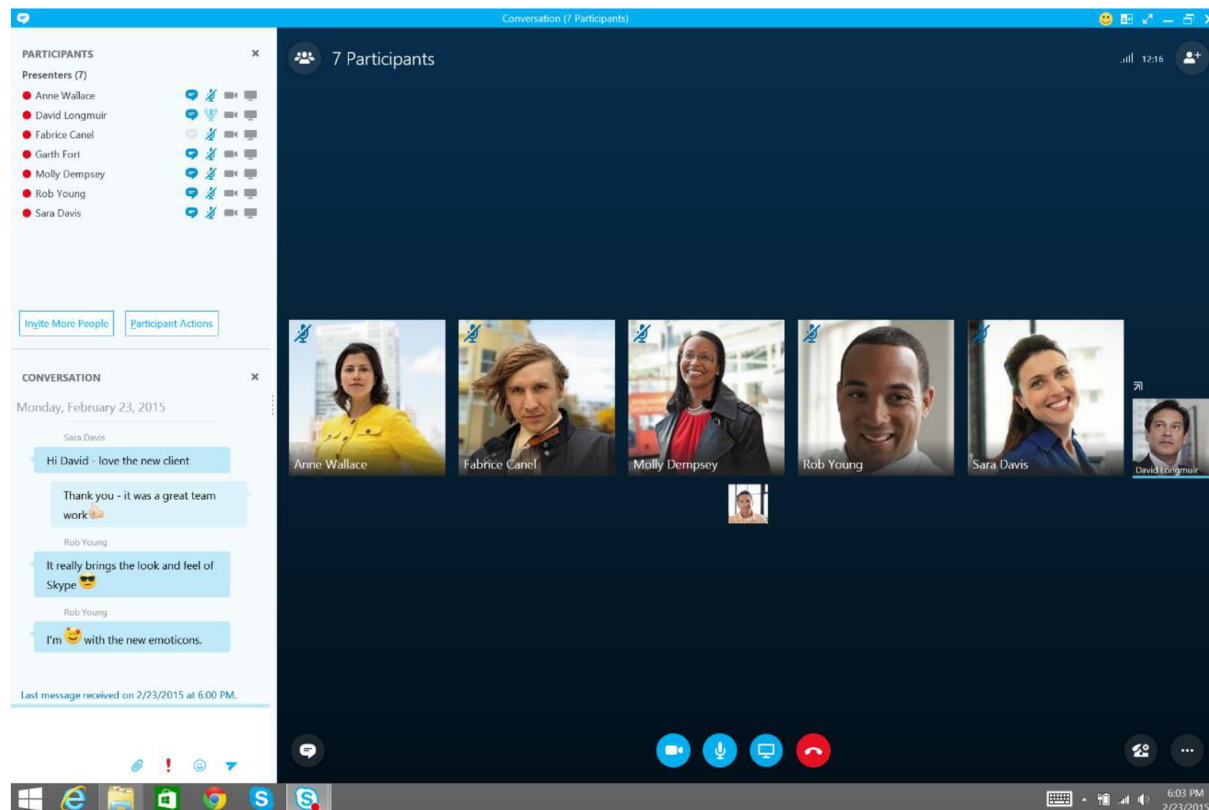 Conversation (7 Participants)
PARTICIPANTS
Presenters (7)
Anne Wallace
David Longmuir
Fabrice Canel
Garth Fort
Molly Dempsey
Rob Young
Sara Davis
Invite More People
Participant Actions
CONVERSATION
Monday, February 23, 2015
Sara Davis
Hi David - love the new client
Thank you - it was a great team
work
Rob Young
It really brings the look and feel of
Skype
Rob Young
I'm with the new emoticons.
Last message received on 2/23/2015 at 6:00 PM.
7 Participants
12:16
Anne Wallace
Fabrice Canel
Molly Dempsey
Rob Young
Sara Davis
David Longmuir
6:03 PM
2/23/2015